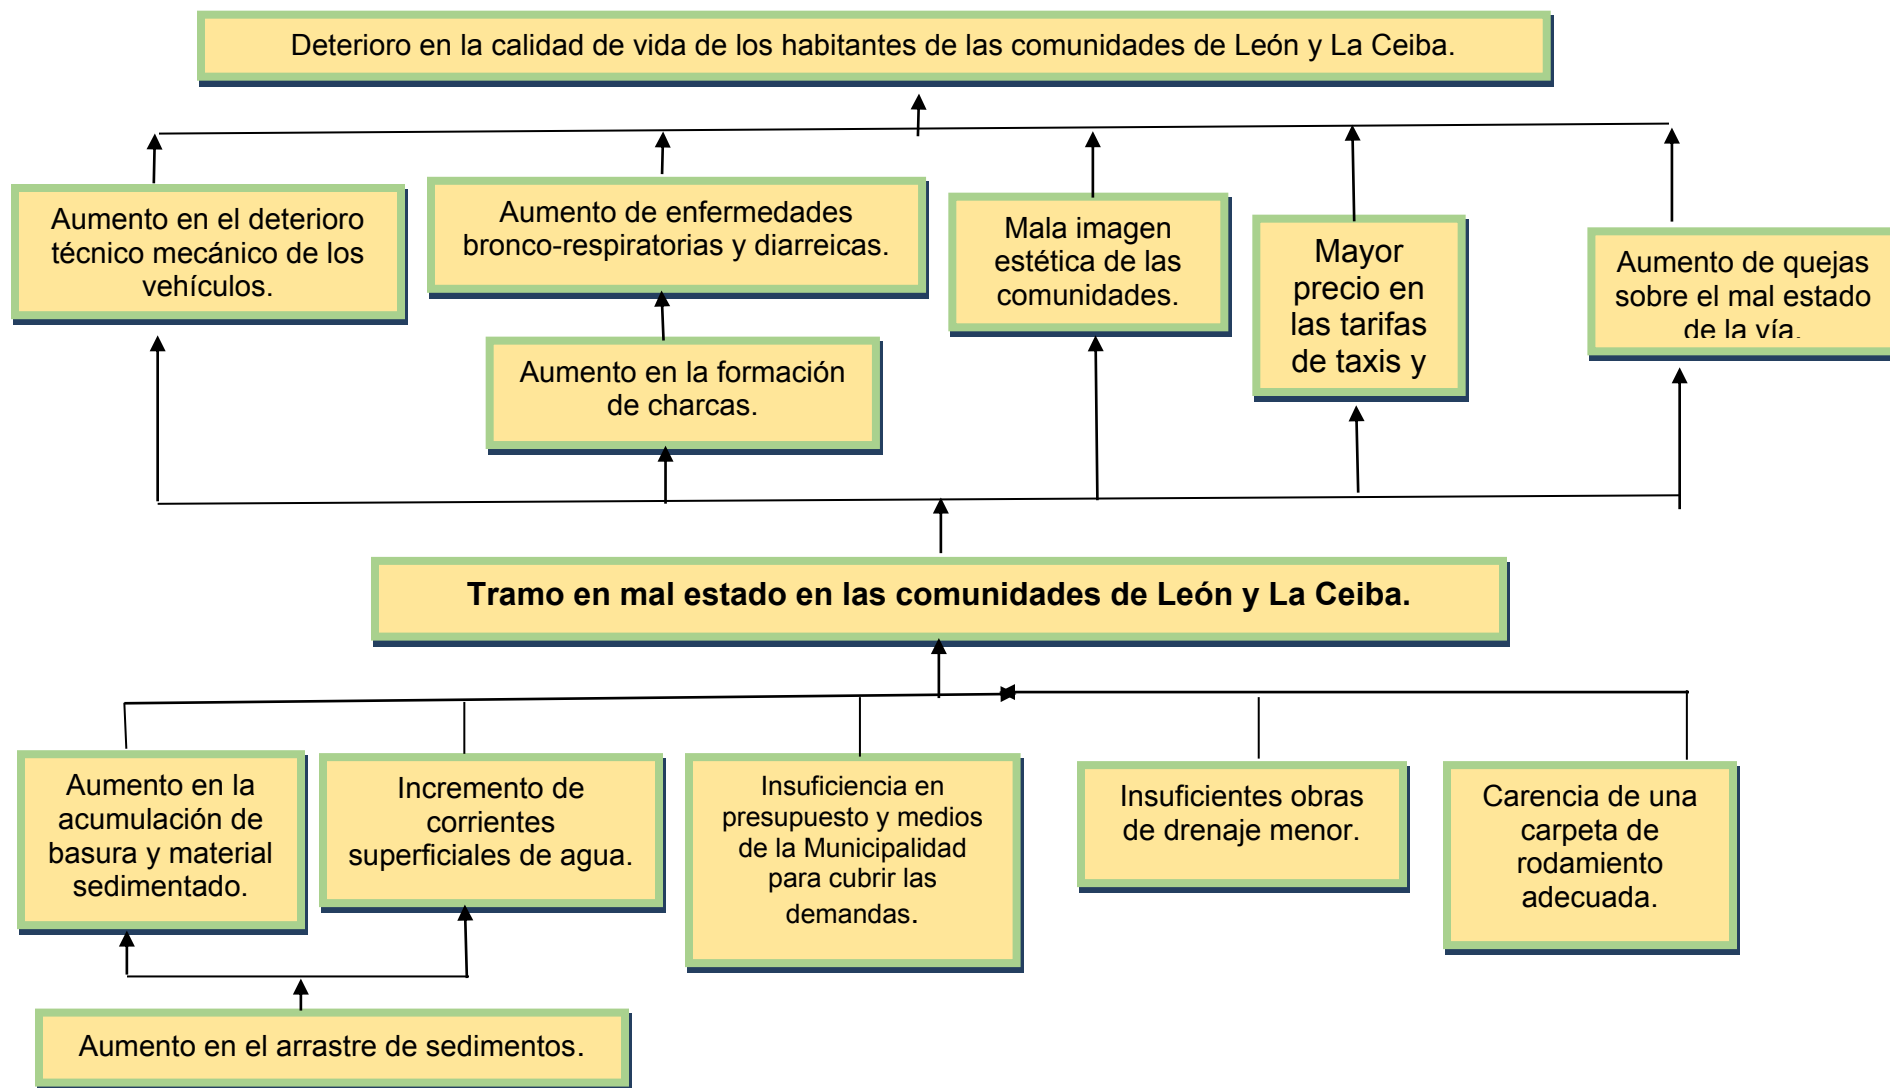 Deterioro en la calidad de vida de los habitantes de las comunidades de León y La Ceiba.
Aumento en el deterioro
técnico mecánico de los
vehículos.
Aumento de enfermedades
bronco-respiratorias y diarreicas.
Mala imagen
estética de las
comunidades.
Mayor
precio en
las tarifas
de taxis y
Aumento de quejas
sobre el mal estado
de la vía.
Aumento en la formación
de charcas.
Tramo en mal estado en las comunidades de León y La Ceiba.
Aumento en la
acumulación de
basura y material
sedimentado.
Incremento de
corrientes
superficiales de agua.
Insuficiencia en
presupuesto y medios
de la Municipalidad
para cubrir las
demandas.
Insuficientes obras
de drenaje menor.
Carencia de una
carpeta de
rodamiento
adecuada.
Aumento en el arrastre de sedimentos.